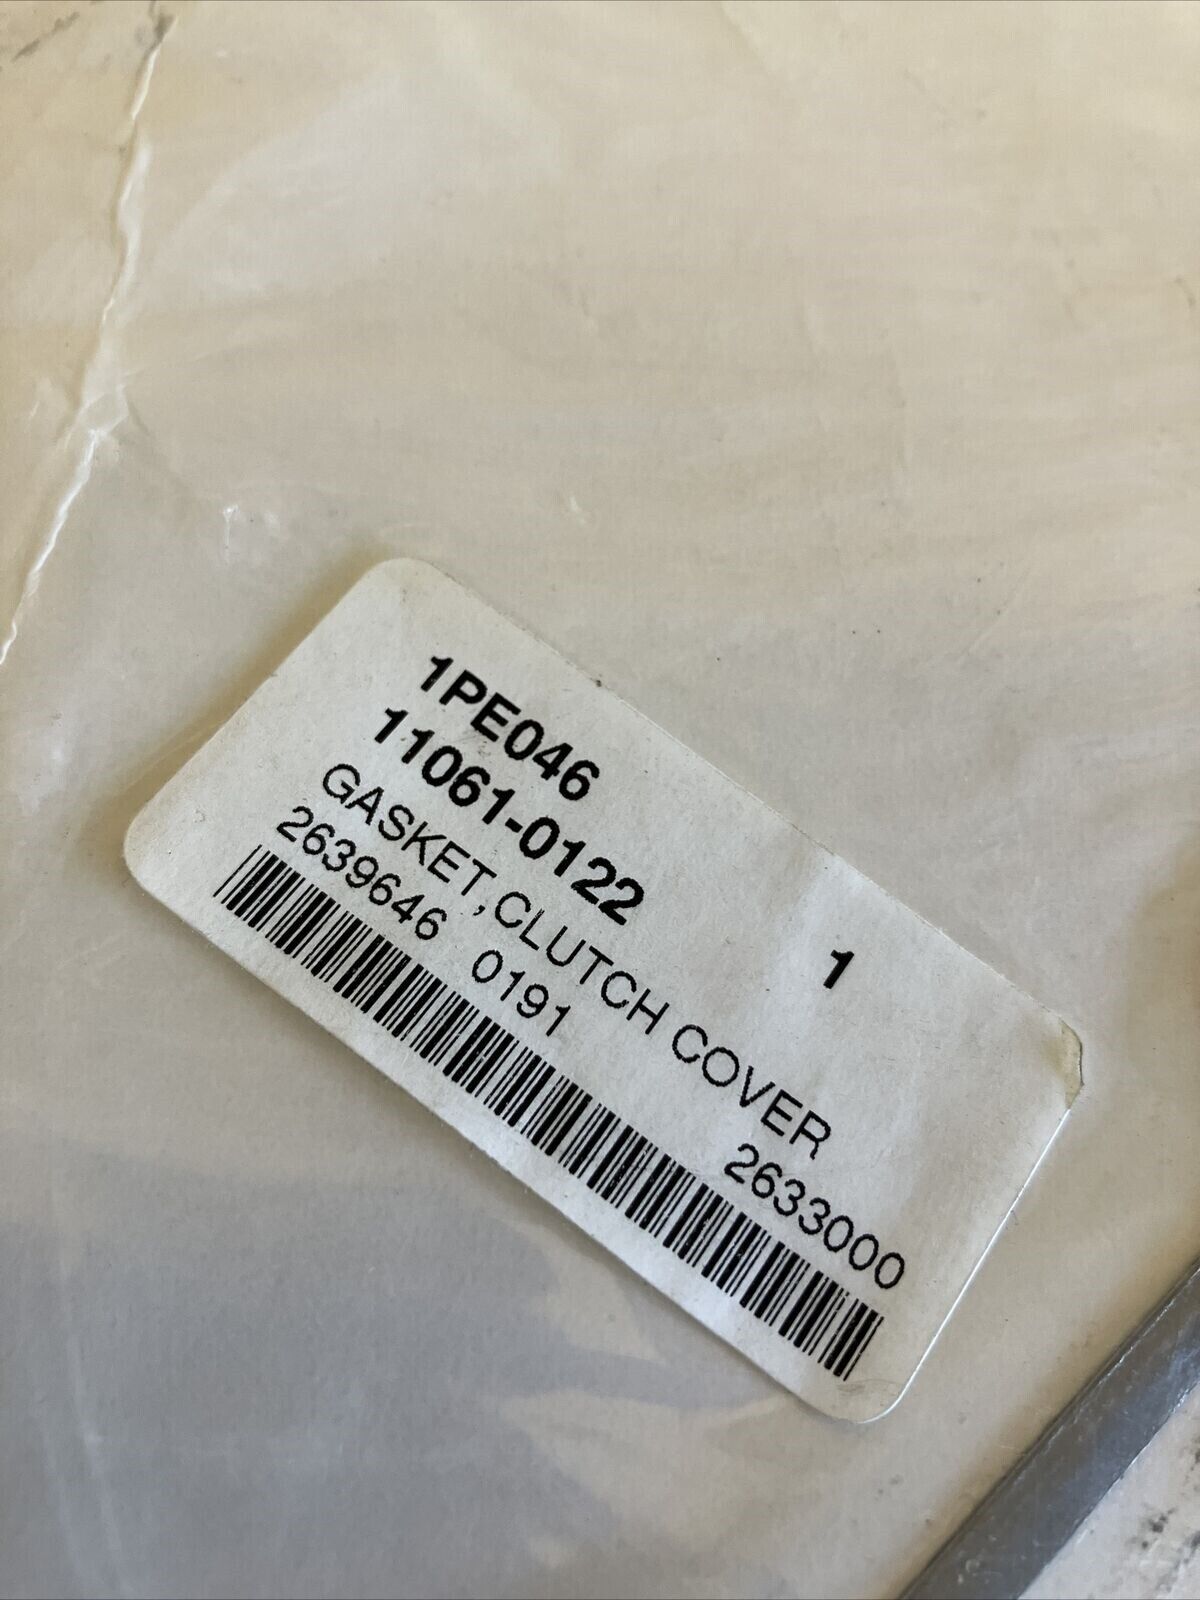 1PE046
11061-0122 1
GASKET,CLUTCH COVER
2639646 0191 2633000